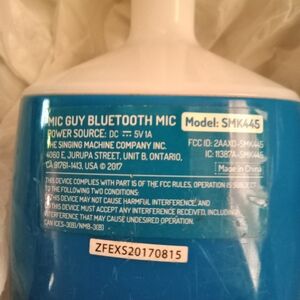 MIC GUY BLUETOOTH MIC
Model: SMK445
POWER SOURCE: DC ⎓ 5V 1A
THE SINGING MACHINE COMPANY INC.
FCC ID: 2AAXO-SMK445
4060 E. JURUPA STREET, UNIT B, ONTARIO,
IC: 11387A-SMK445
CA 91761-1413, USA © 2017
Made in China
THIS DEVICE COMPLIES WITH PART 15 OF THE FCC RULES, OPERATION IS SUBJECT
TO THE FOLLOWING TWO CONDITIONS:
(1) THIS DEVICE MAY NOT CAUSE HARMFUL INTERFERENCE, AND
(2) THIS DEVICE MUST ACCEPT ANY INTERFERENCE RECEIVED, INCLUDING
INTERFERENCE THAT MAY CAUSE UNDESIRED OPERATION.
CAN ICES-3(B)/NMB-3(B)
ZFEXS20170815